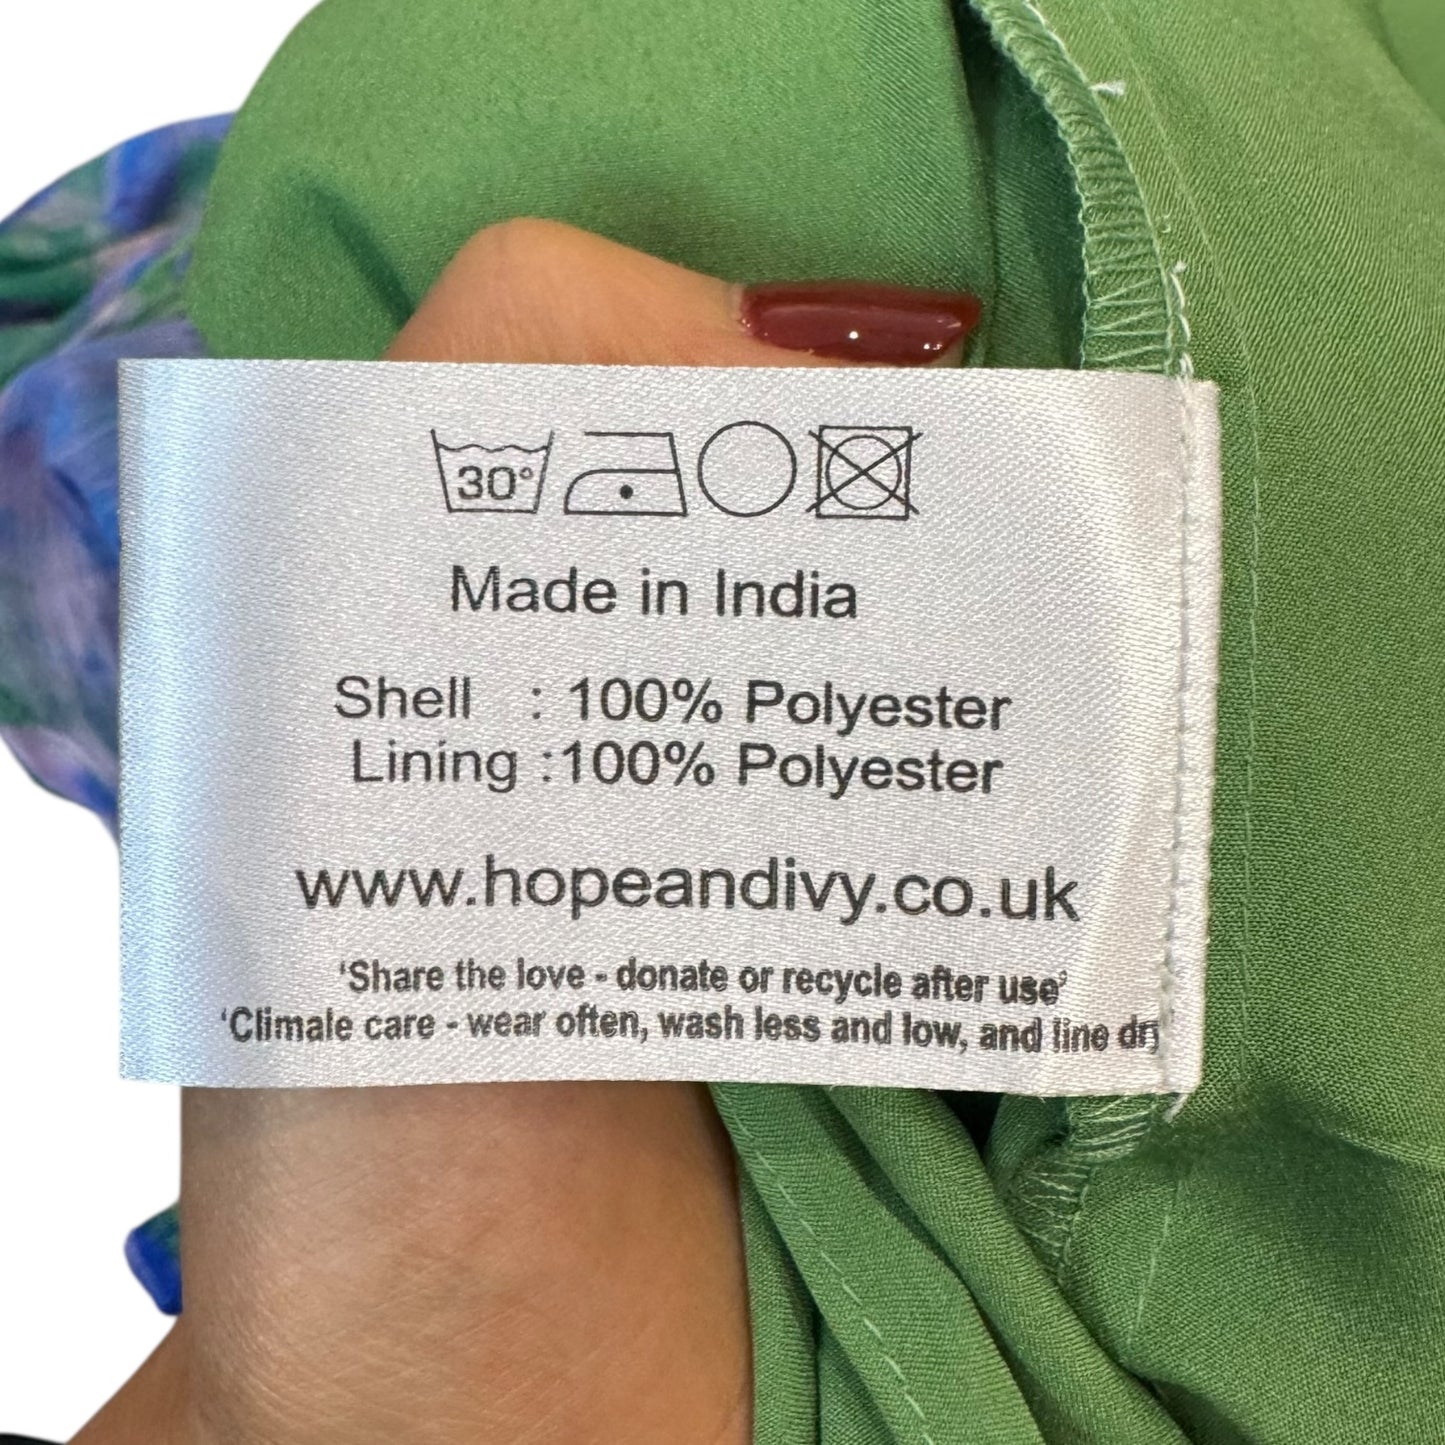 30°
Made in India
Shell : 100% Polyester
Lining :100% Polyester
www.hopeandivy.co.uk
‘Share the love - donate or recycle after use’
‘Climale care - wear often, wash less and low, and line dry